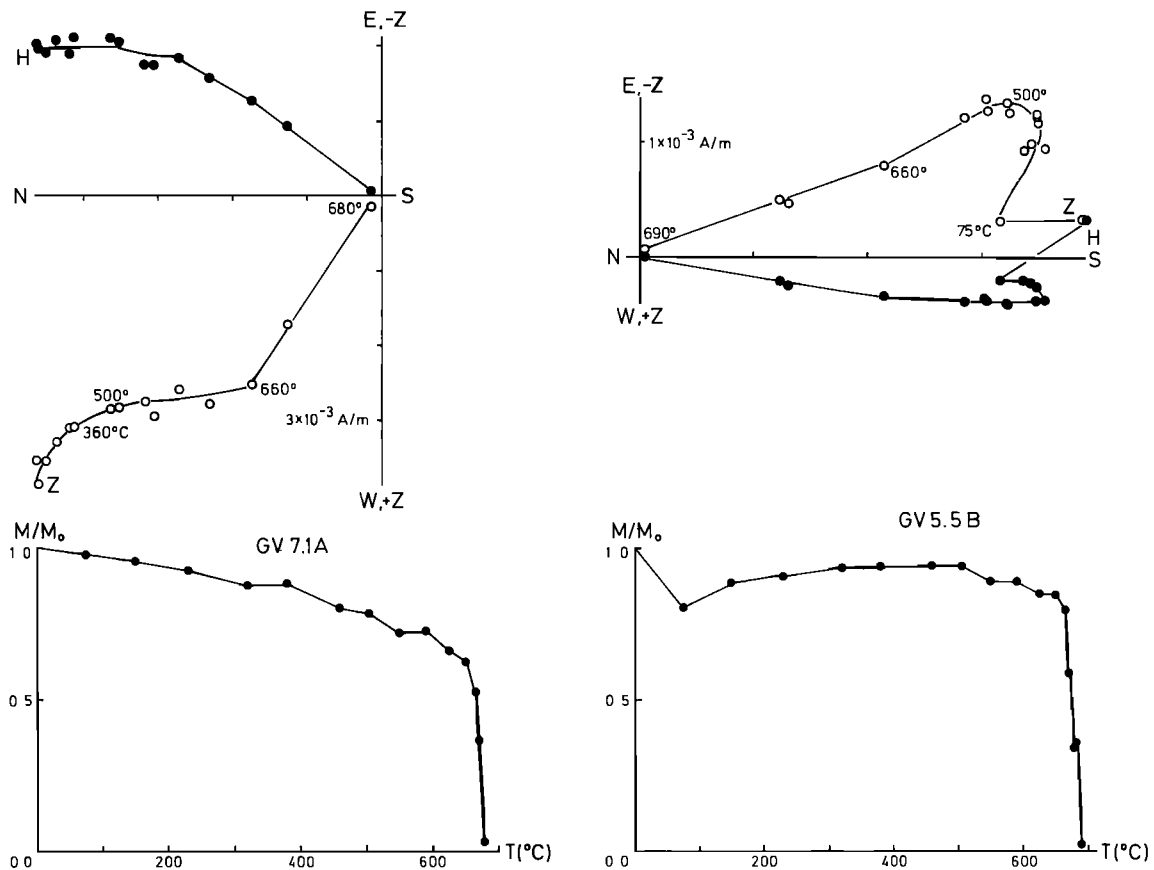 E,-Z
H
N
S
680°
500°
660°
360°C
3×10⁻³ A/m
Z
W,+Z
E,-Z
500°
1×10⁻³ A/m
660°
690°
75°C
Z
H
N
S
W,+Z
M/M₀
GV 7.1A
1 0
0 5
0 0
200
400
600
T(°C)
M/M₀
GV 5.5 B
1 0
0 5
0 0
200
400
600
T(°C)